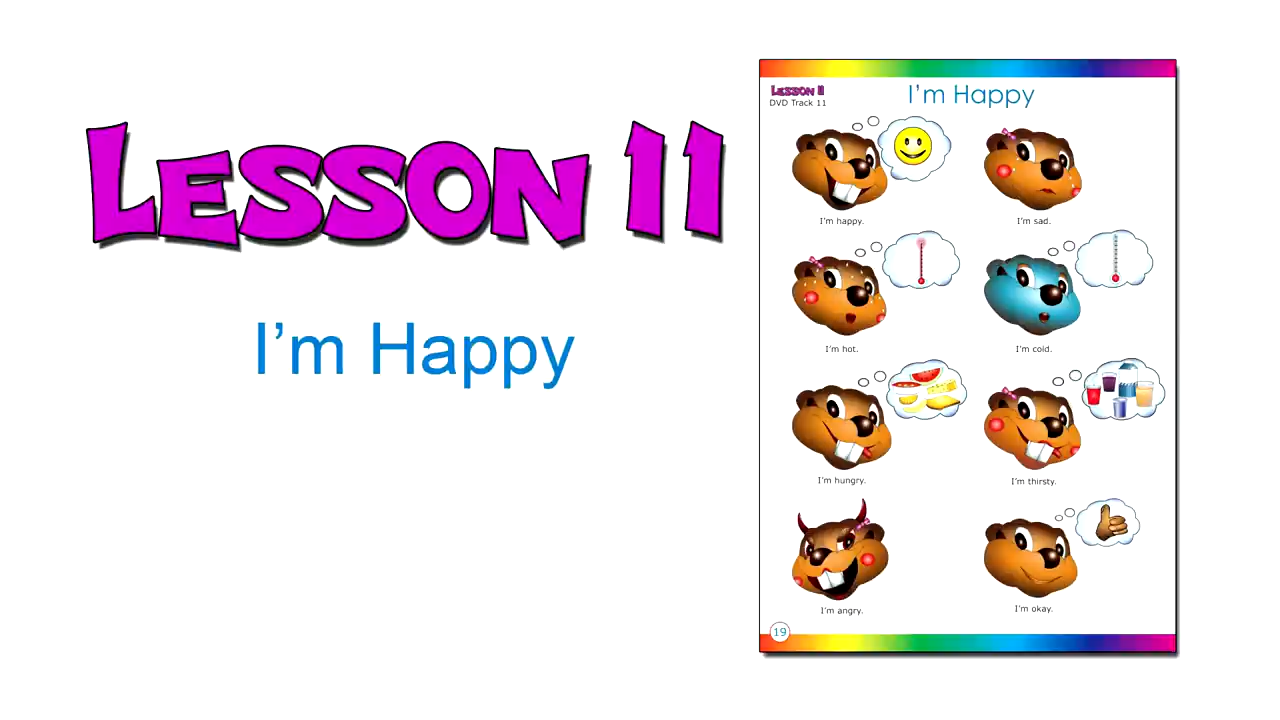 LESSON 11
I'm Happy
LESSON 11
DVD Track 11
I'm Happy
I'm happy.
I'm sad.
I'm hot.
I'm cold.
I'm hungry.
I'm thirsty.
I'm angry.
I'm okay.
19